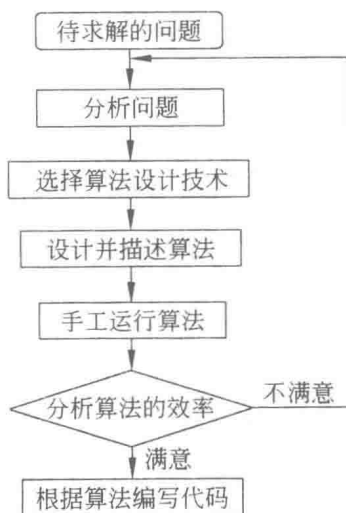 待求解的问题
分析问题
选择算法设计技术
设计并描述算法
手工运行算法
分析算法的效率
不满意
满意
根据算法编写代码